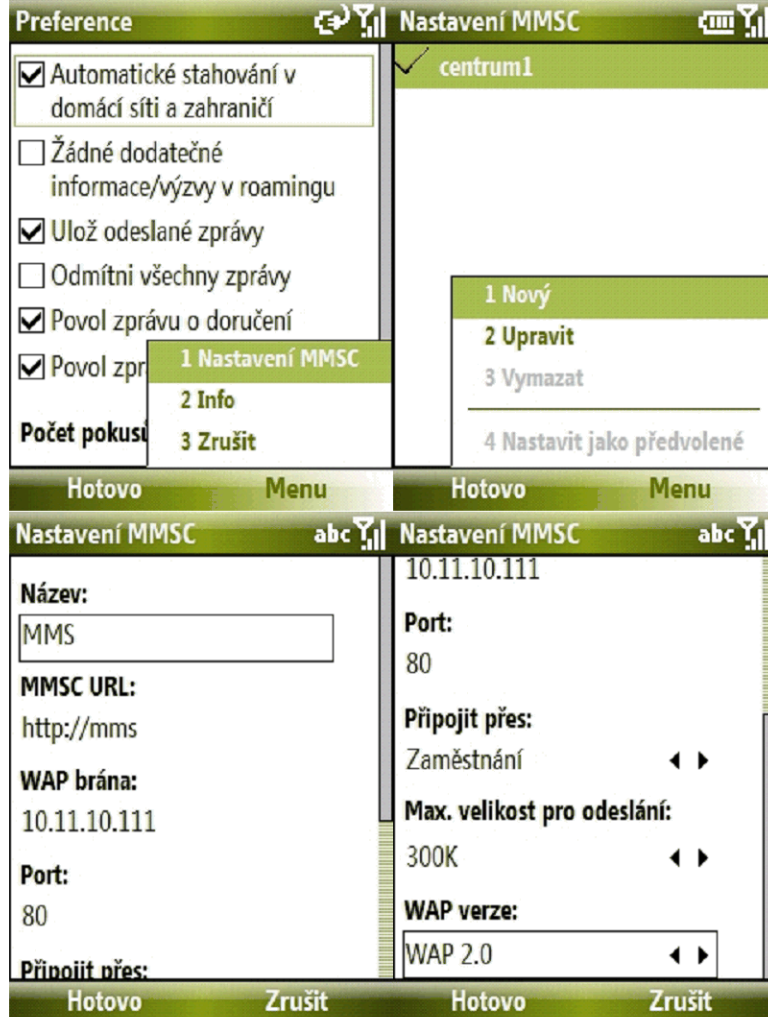 Preference
Automatické stahování v
domácí síti a zahraničí
Žádné dodatečné
informace/výzvy v roamingu
Ulož odeslané zprávy
Odmítni všechny zprávy
Povol zprávu o doručení
Povol zpr
Počet pokusů
1 Nastavení MMSC
2 Info
3 Zrušit
Hotovo
Menu
Nastavení MMSC
centrum1
1 Nový
2 Upravit
3 Vymazat
4 Nastavit jako předvolené
Hotovo
Menu
Nastavení MMSC
abc
Název:
MMS
MMSC URL:
http://mms
WAP brána:
10.11.10.111
Port:
80
Připojit přes:
Hotovo
Zrušit
Nastavení MMSC
abc
10.11.10.111
Port:
80
Připojit přes:
Zaměstnání
Max. velikost pro odeslání:
300K
WAP verze:
WAP 2.0
Hotovo
Zrušit